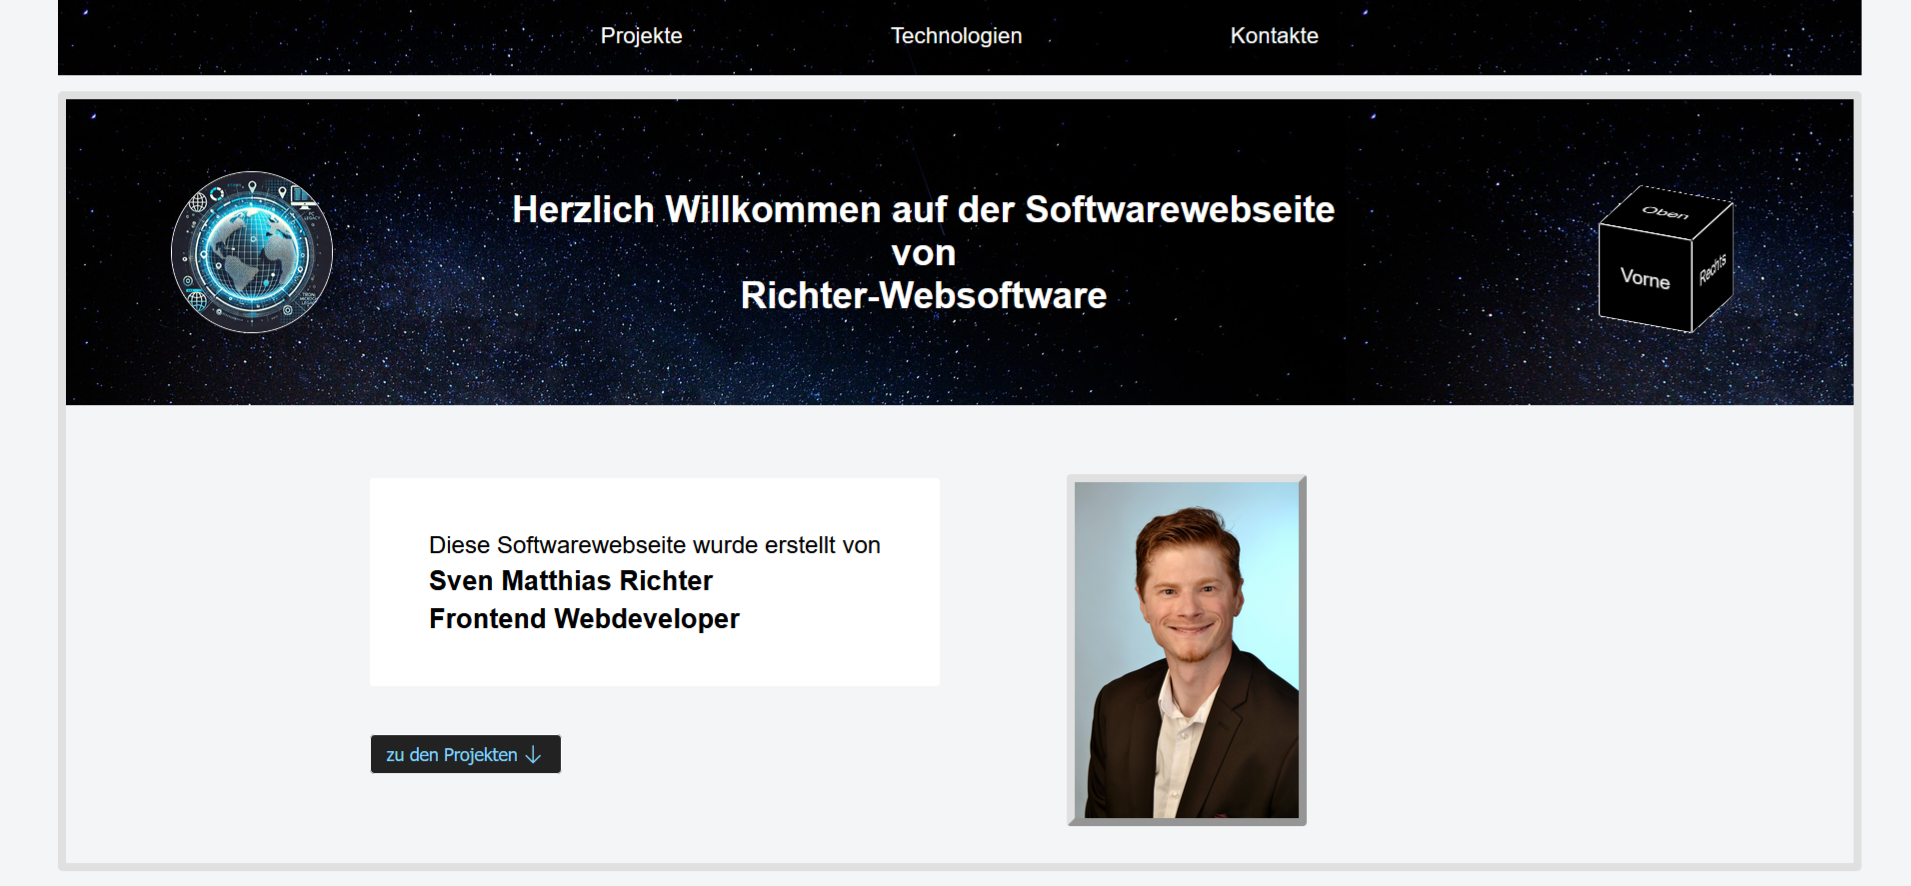 Projekte Technologien Kontakte
Herzlich Willkommen auf der Softwarewebseite
von
Richter-Websoftware
Oben
Vorne
Rechts
Diese Softwarewebseite wurde erstellt von
Sven Matthias Richter
Frontend Webdeveloper
zu den Projekten ↓